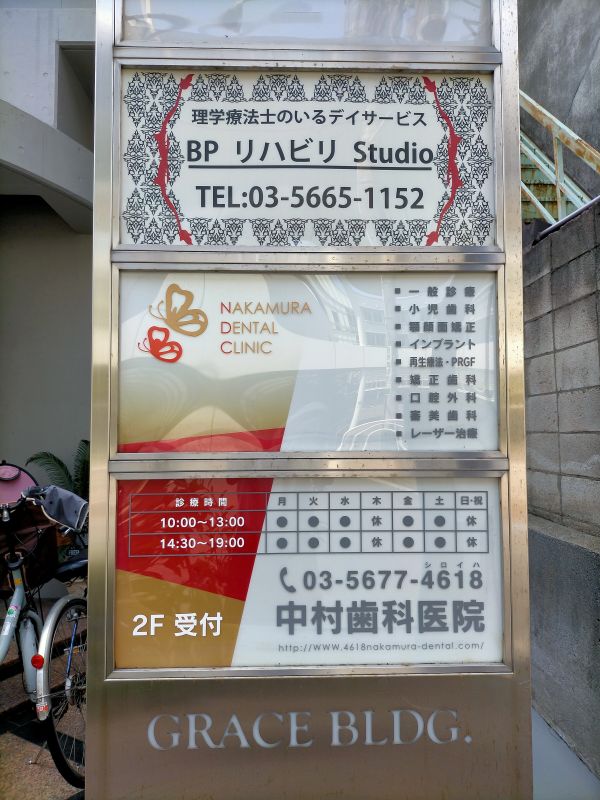 理学療法士のいるデイサービス
BP リハビリ Studio
TEL:03-5665-1152
NAKAMURA
DENTAL
CLINIC
■ 一般診療
■ 小児歯科
■ 顎顔面矯正
■ インプラント
■ 再生療法・PRGF
■ 矯正歯科
■ 口腔外科
■ 審美歯科
■ レーザー治療
診療時間 月 火 水 木 金 土 日・祝
10:00〜13:00 ● ● ● 休 ● ● 休
14:30〜19:00 ● ● ● 休 ● ● 休
シロイハ
03-5677-4618
2F 受付
中村歯科医院
http://www.4618nakamura-dental.com/
GRACE BLDG.